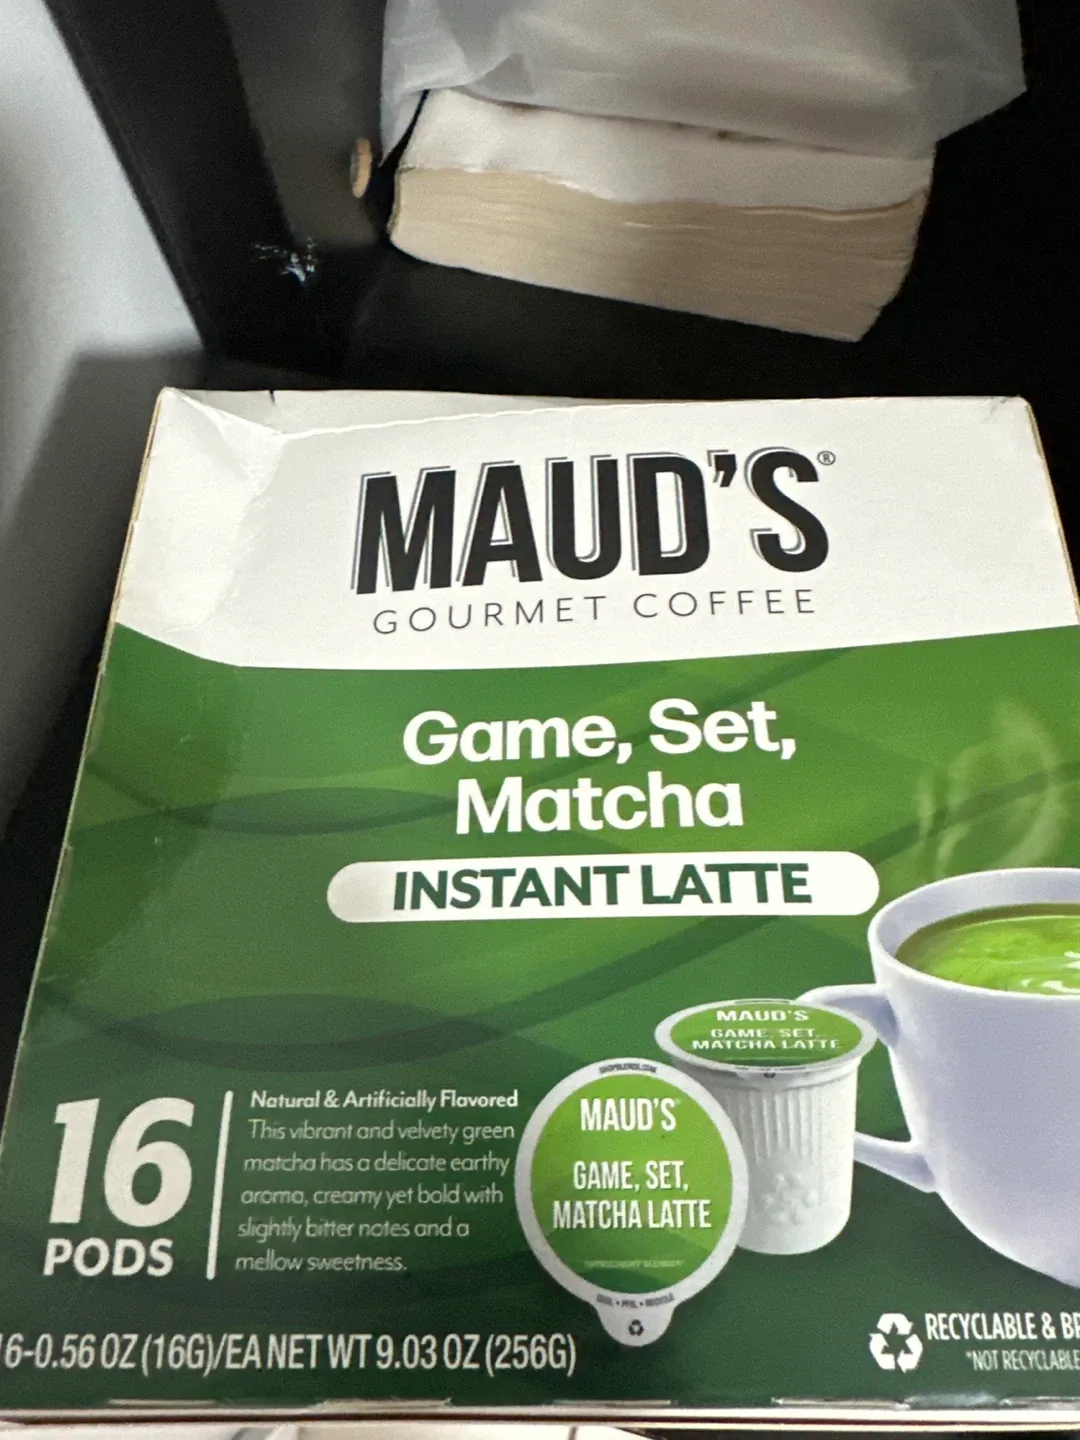 MAUD'S®
GOURMET COFFEE
Game, Set,
Matcha
INSTANT LATTE
MAUD'S
GAME, SET,
MATCHA LATTE
MAUD'S
GAME, SET,
MATCHA LATTE
16
PODS
Natural & Artificially Flavored
This vibrant and velvety green
matcha has a delicate earthy
aroma, creamy yet bold with
slightly bitter notes and a
mellow sweetness.
16-0.56 OZ (16G)/EA NET WT 9.03 OZ (256G)
RECYCLABLE &
*NOT RECYCLABLE